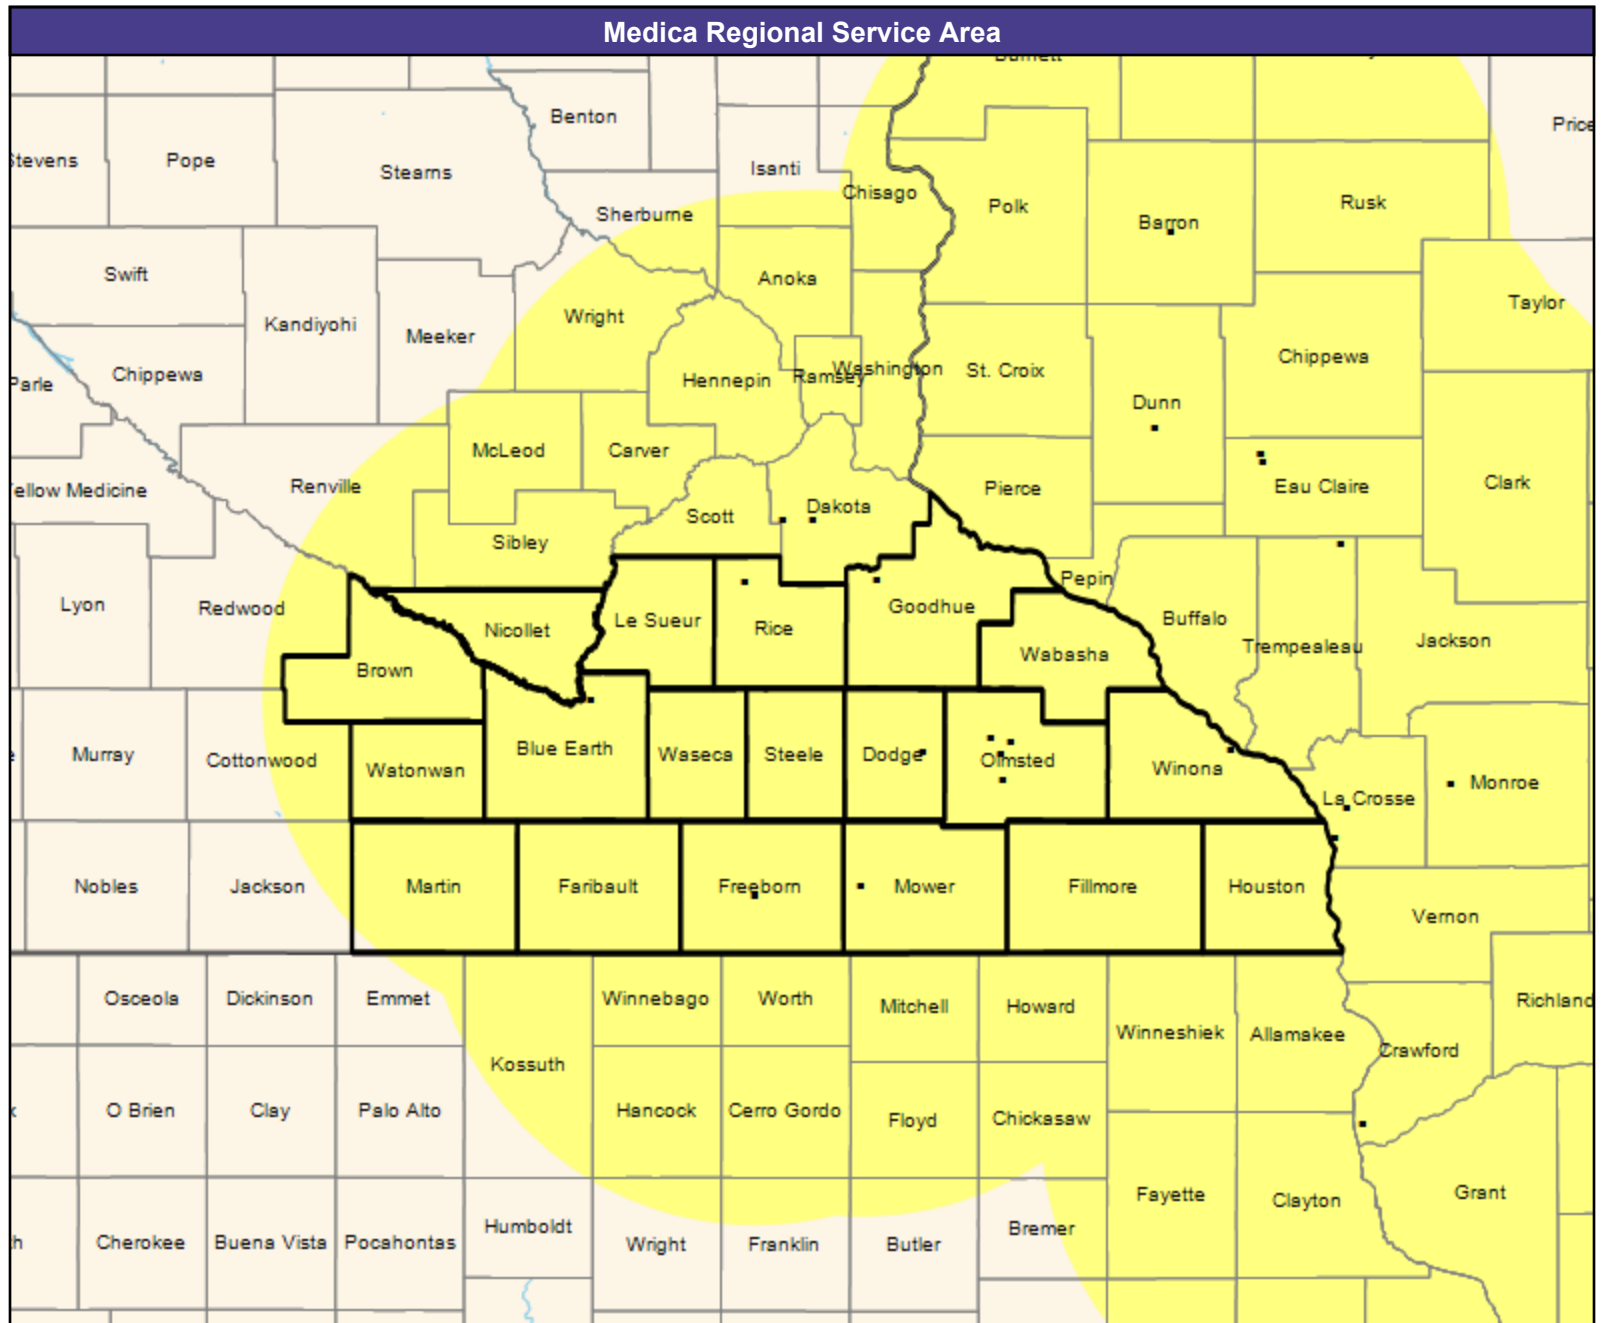 Medica Regional Service Area
Benton
Price
Pope
Stearns
Isanti
Chisago
Sherburne
Polk
Barron
Rusk
Swift
Anoka
Taylor
Kandiyohi
Wright
Meeker
Chippewa
Chippewa
Hennepin
Ramsey
Washington
St. Croix
Dunn
McLeod
Carver
Renville
Scott
Dakota
Pierce
Eau Claire
Clark
Sibley
Lyon
Redwood
Nicollet
Le Sueur
Rice
Goodhue
Pepin
Buffalo
Trempealeau
Jackson
Brown
Wabasha
Murray
Cottonwood
Watonwan
Blue Earth
Waseca
Steele
Dodge
Olmsted
Winona
La Crosse
Monroe
Nobles
Jackson
Martin
Faribault
Freeborn
Mower
Fillmore
Houston
Vernon
Osceola
Dickinson
Emmet
Winnebago
Worth
Mitchell
Howard
Winneshiek
Allamakee
Crawford
Richland
Kossuth
O Brien
Clay
Palo Alto
Hancock
Cerro Gordo
Floyd
Chickasaw
Fayette
Clayton
Grant
Cherokee
Buena Vista
Pocahontas
Humboldt
Wright
Franklin
Butler
Bremer